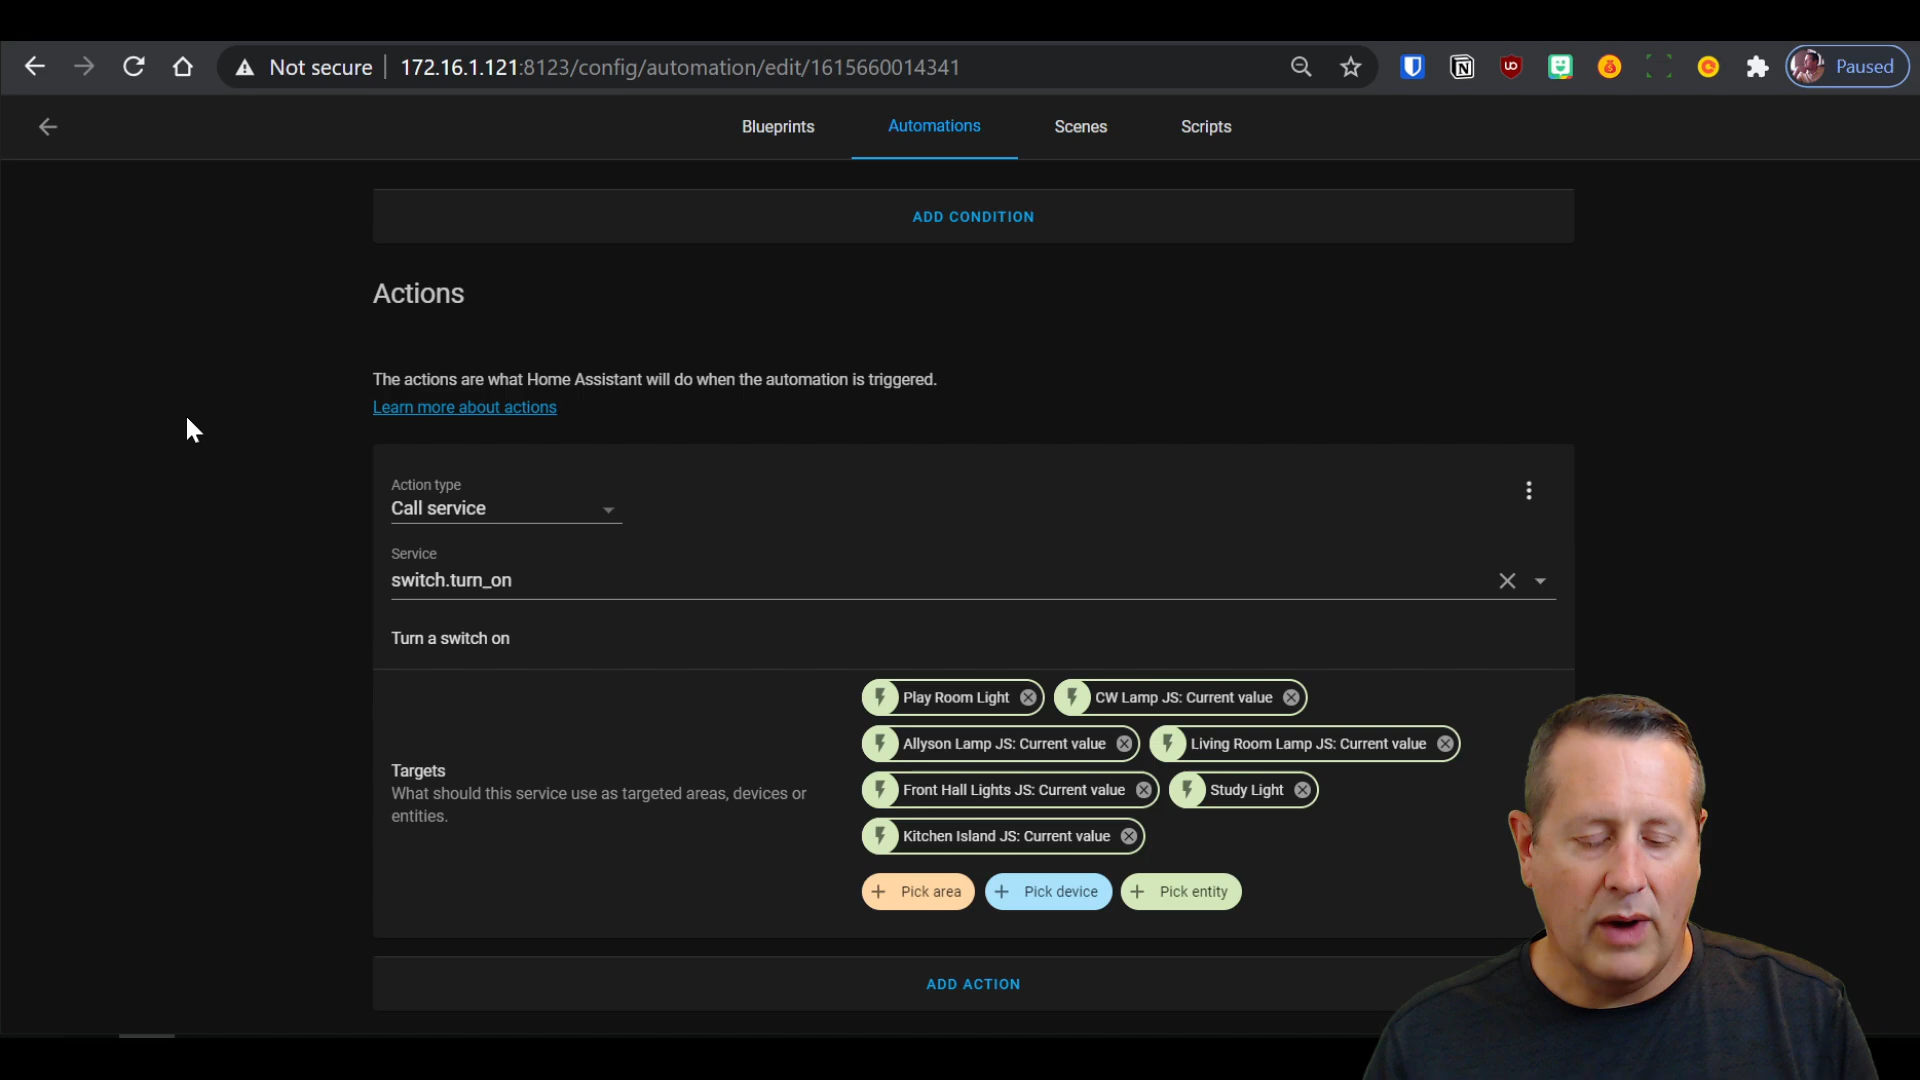 Not secure 172.16.1.121:8123/config/automation/edit/1615660014341 Paused
Blueprints Automations Scenes Scripts
ADD CONDITION
Actions
The actions are what Home Assistant will do when the automation is triggered.
Learn more about actions
Action type
Call service
Service
switch.turn_on
Turn a switch on
Targets
What should this service use as targeted areas, devices or
entities.
Play Room Light CW Lamp JS: Current value
Allyson Lamp JS: Current value Living Room Lamp JS: Current value
Front Hall Lights JS: Current value Study Light
Kitchen Island JS: Current value
Pick area Pick device Pick entity
ADD ACTION